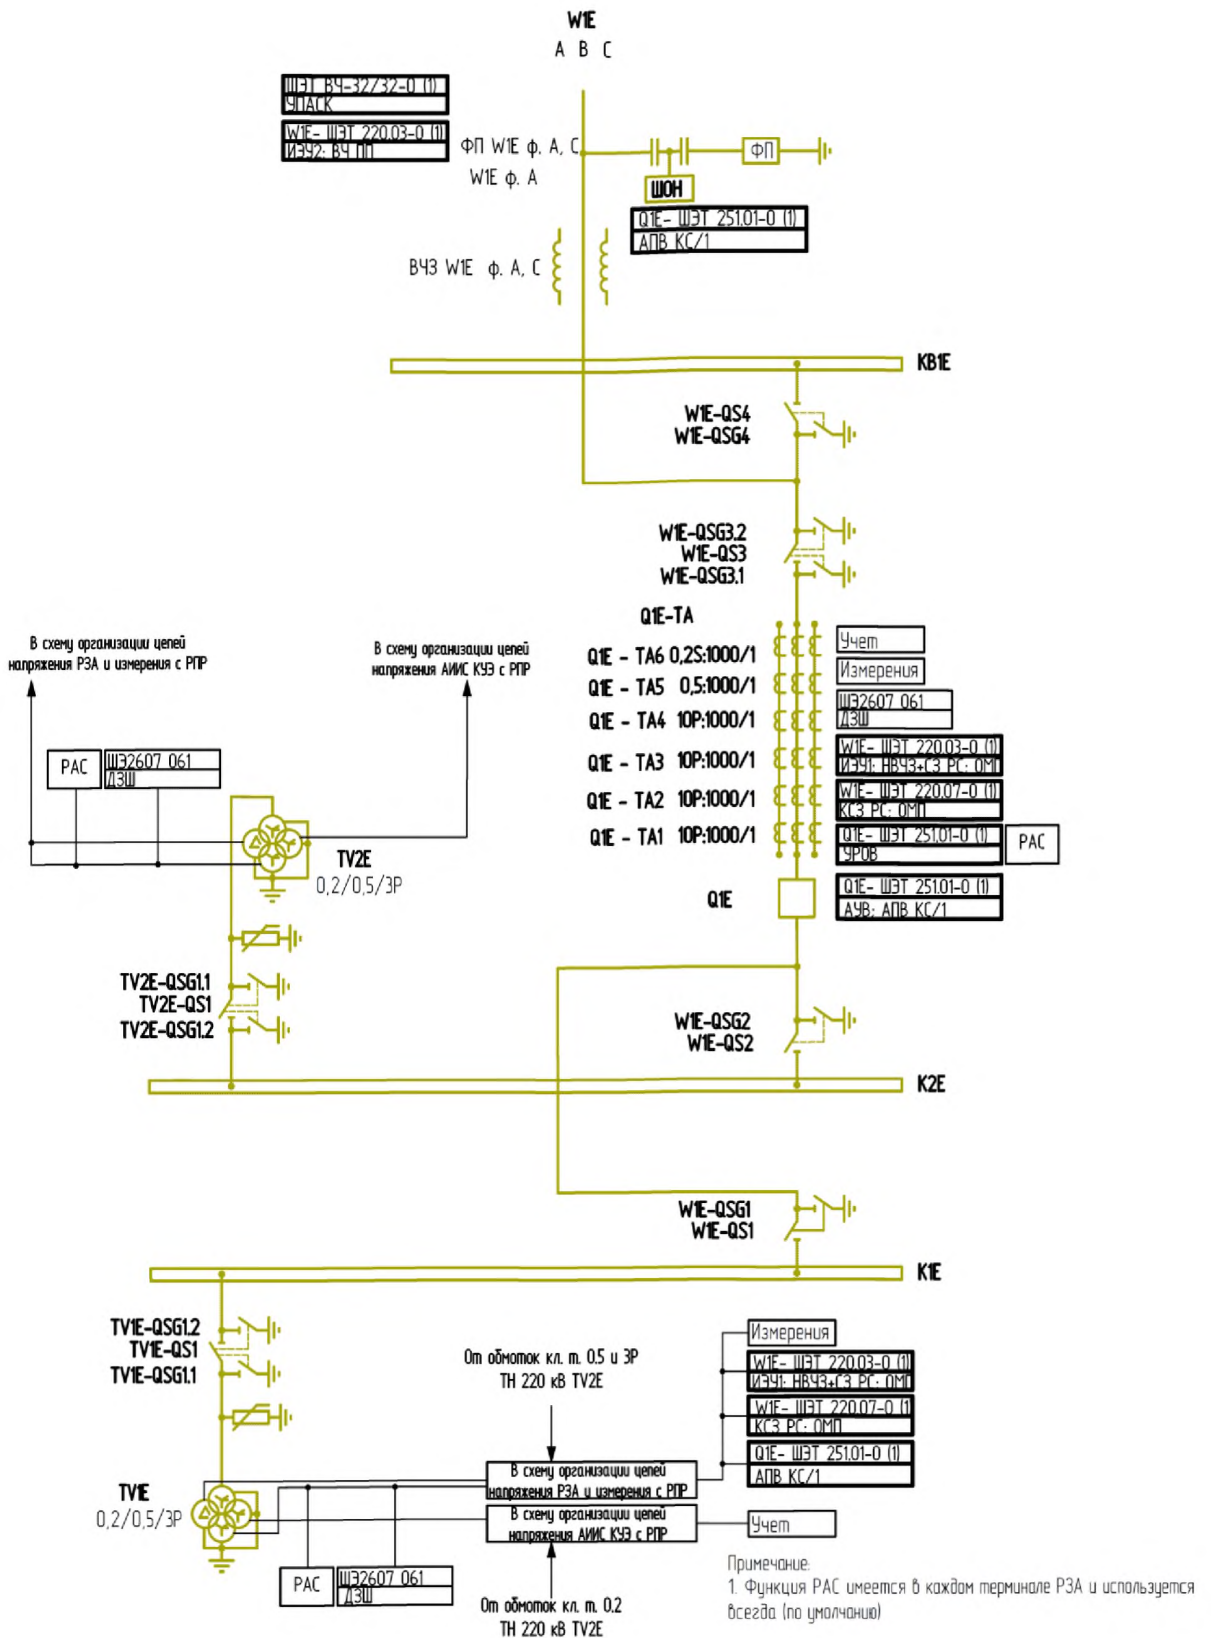 W1E
A B C
ШЭТ ВЧ-32/32-0 (1)
УПАСК
W1E- ШЭТ 220.03-0 (1)
ИЭУ2: ВЧ ПП
ФП W1E ф. А, С
W1E ф. А
ФП
ШОН
Q1E- ШЭТ 251.01-0 (1)
АПВ КС/1
ВЧЗ W1E ф. А, С
KB1E
W1E-QS4
W1E-QSG4
W1E-QSG3.2
W1E-QS3
W1E-QSG3.1
Q1E-TA
Q1E - TA6 0,2S:1000/1
Учет
Q1E - TA5 0,5:1000/1
Измерения
Q1E - TA4 10P:1000/1
ШЭ2607 061
ДЗШ
Q1E - TA3 10P:1000/1
W1E- ШЭТ 220.03-0 (1)
ИЭУ1: НВЧЗ+СЗ РС: ОМП
Q1E - TA2 10P:1000/1
W1E- ШЭТ 220.07-0 (1)
КСЗ РС: ОМП
Q1E - TA1 10P:1000/1
Q1E- ШЭТ 251.01-0 (1)
УРОВ
РАС
Q1E
Q1E- ШЭТ 251.01-0 (1)
АУВ: АПВ КС/1
В схему организации цепей
напряжения РЗА и измерения с РПР
В схему организации цепей
напряжения АИИС КУЭ с РПР
РАС
ШЭ2607 061
ДЗШ
TV2E
0,2/0,5/3P
TV2E-QSG1.1
TV2E-QS1
TV2E-QSG1.2
W1E-QSG2
W1E-QS2
K2E
W1E-QSG1
W1E-QS1
K1E
TV1E-QSG1.2
TV1E-QS1
TV1E-QSG1.1
От обмоток кл. т. 0.5 и 3Р
ТН 220 кВ TV2E
Измерения
W1E- ШЭТ 220.03-0 (1)
ИЭУ1: НВЧЗ+СЗ РС: ОМП
W1E- ШЭТ 220.07-0 (1)
КСЗ РС: ОМП
Q1E- ШЭТ 251.01-0 (1)
АПВ КС/1
TV1E
0,2/0,5/3P
В схему организации цепей
напряжения РЗА и измерения с РПР
В схему организации цепей
напряжения АИИС КУЭ с РПР
Учет
РАС
ШЭ2607 061
ДЗШ
От обмоток кл. т. 0.2
ТН 220 кВ TV2E
Примечание:
1. Функция РАС имеется в каждом терминале РЗА и используется
всегда (по умолчанию)